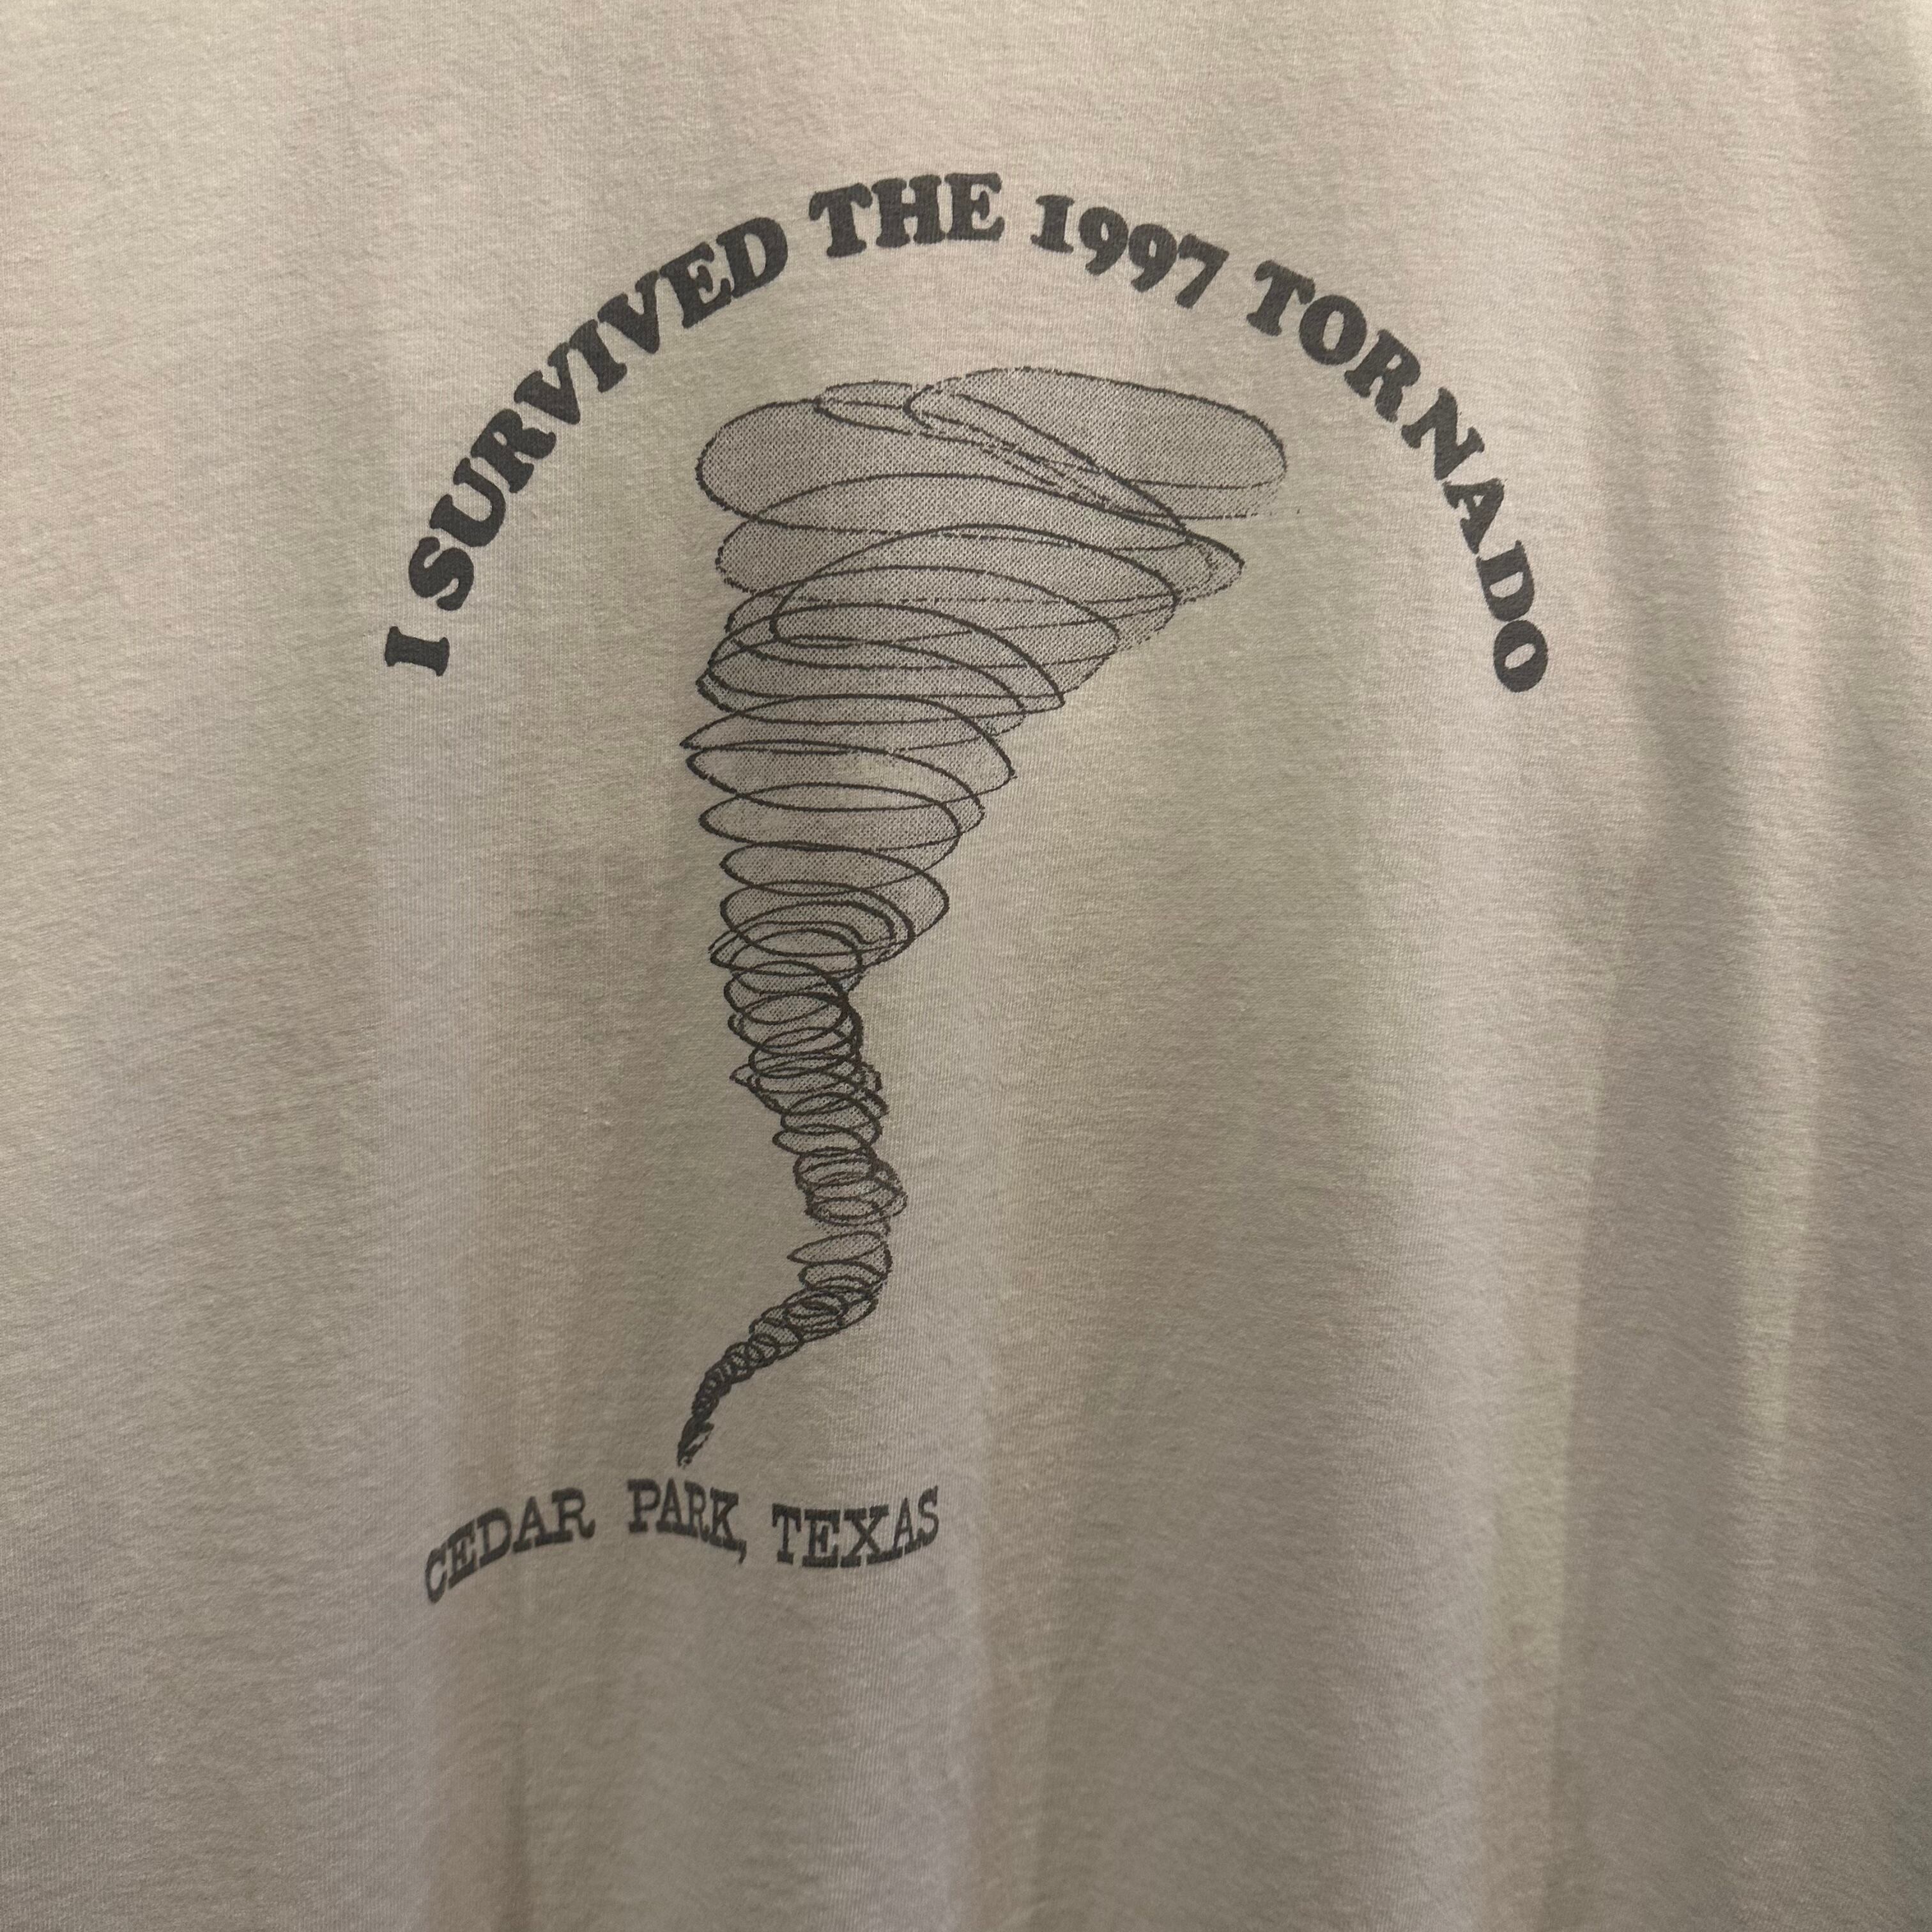 I SURVIVED THE 1997 TORNADO
CEDAR PARK, TEXAS